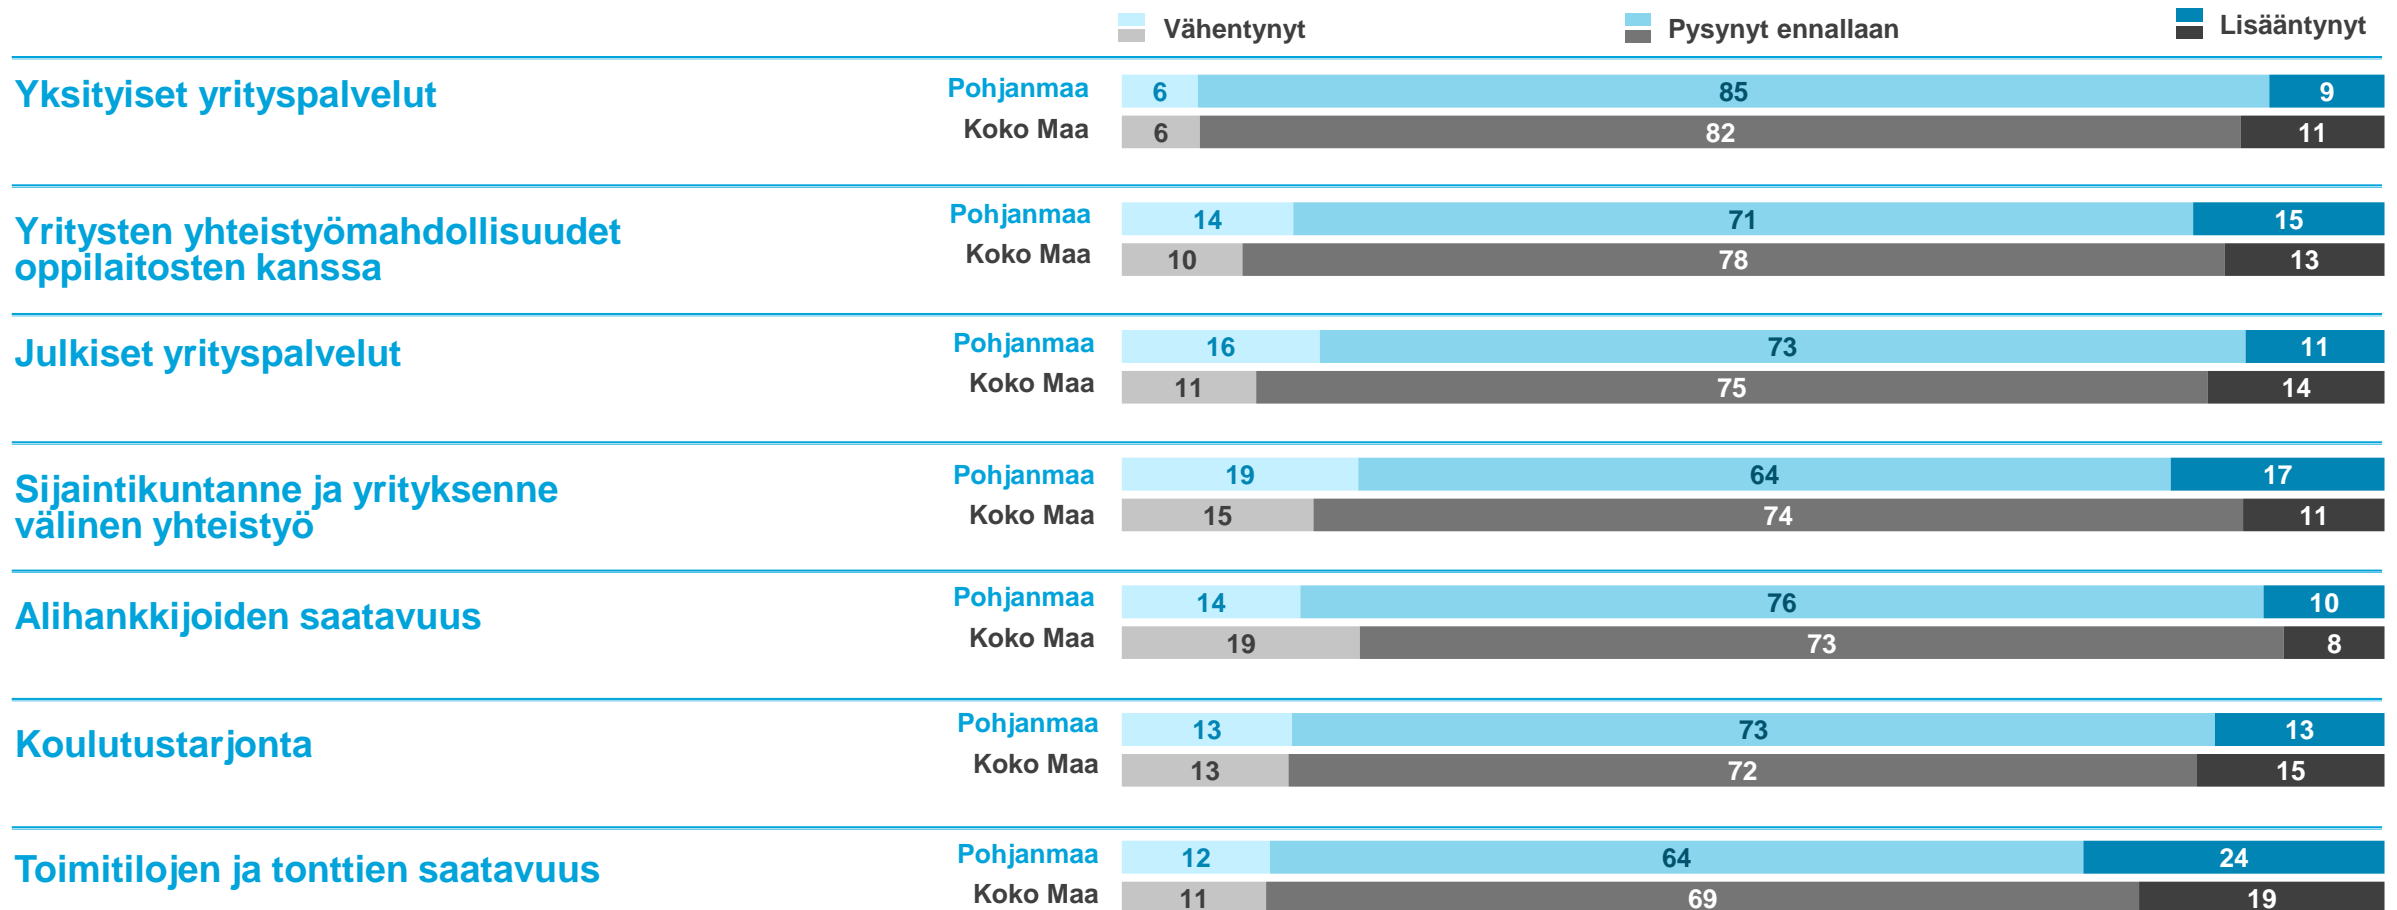 Vähentynyt Pysynyt ennallaan Lisääntynyt
Yksityiset yrityspalvelut
Pohjanmaa 6 85 9
Koko Maa 6 82 11
Yritysten yhteistyömahdollisuudet
oppilaitosten kanssa
Pohjanmaa 14 71 15
Koko Maa 10 78 13
Julkiset yrityspalvelut
Pohjanmaa 16 73 11
Koko Maa 11 75 14
Sijaintikuntanne ja yrityksenne
välinen yhteistyö
Pohjanmaa 19 64 17
Koko Maa 15 74 11
Alihankkijoiden saatavuus
Pohjanmaa 14 76 10
Koko Maa 19 73 8
Koulutustarjonta
Pohjanmaa 13 73 13
Koko Maa 13 72 15
Toimitilojen ja tonttien saatavuus
Pohjanmaa 12 64 24
Koko Maa 11 69 19